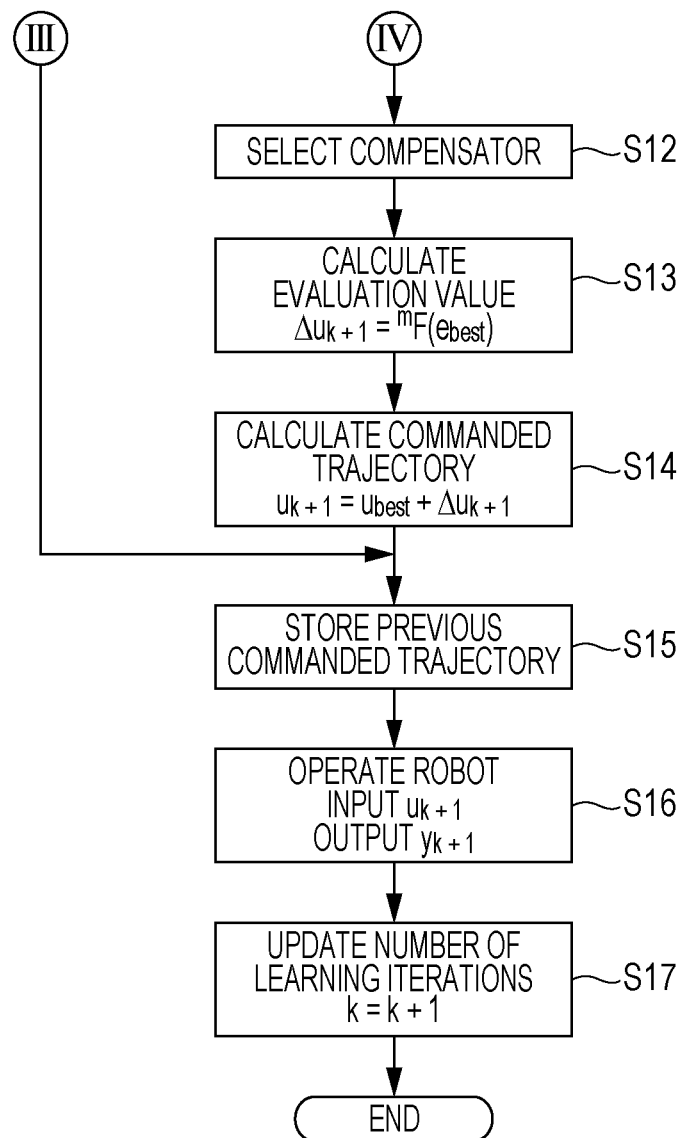 III
IV
SELECT COMPENSATOR
S12
CALCULATE
EVALUATION VALUE
Δuk + 1 = mF(ebest)
S13
CALCULATE COMMANDED
TRAJECTORY
uk + 1 = ubest + Δuk + 1
S14
STORE PREVIOUS
COMMANDED TRAJECTORY
S15
OPERATE ROBOT
INPUT uk + 1
OUTPUT yk + 1
S16
UPDATE NUMBER OF
LEARNING ITERATIONS
k = k + 1
S17
END